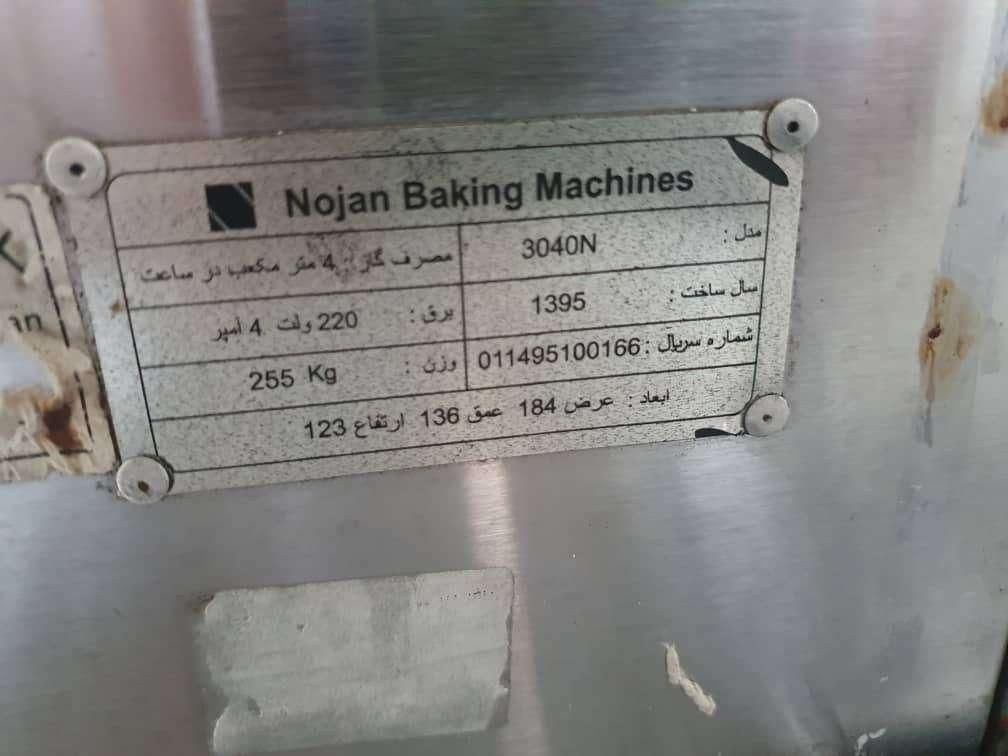 Nojan Baking Machines
مدل : 3040N
مصرف گاز : 4 متر مکعب در ساعت
سال ساخت : 1395
برق : 220 ولت 4 آمپر
شماره سریال : 011495100166
وزن : 255 Kg
ابعاد : عرض 184 عمق 136 ارتفاع 123
an